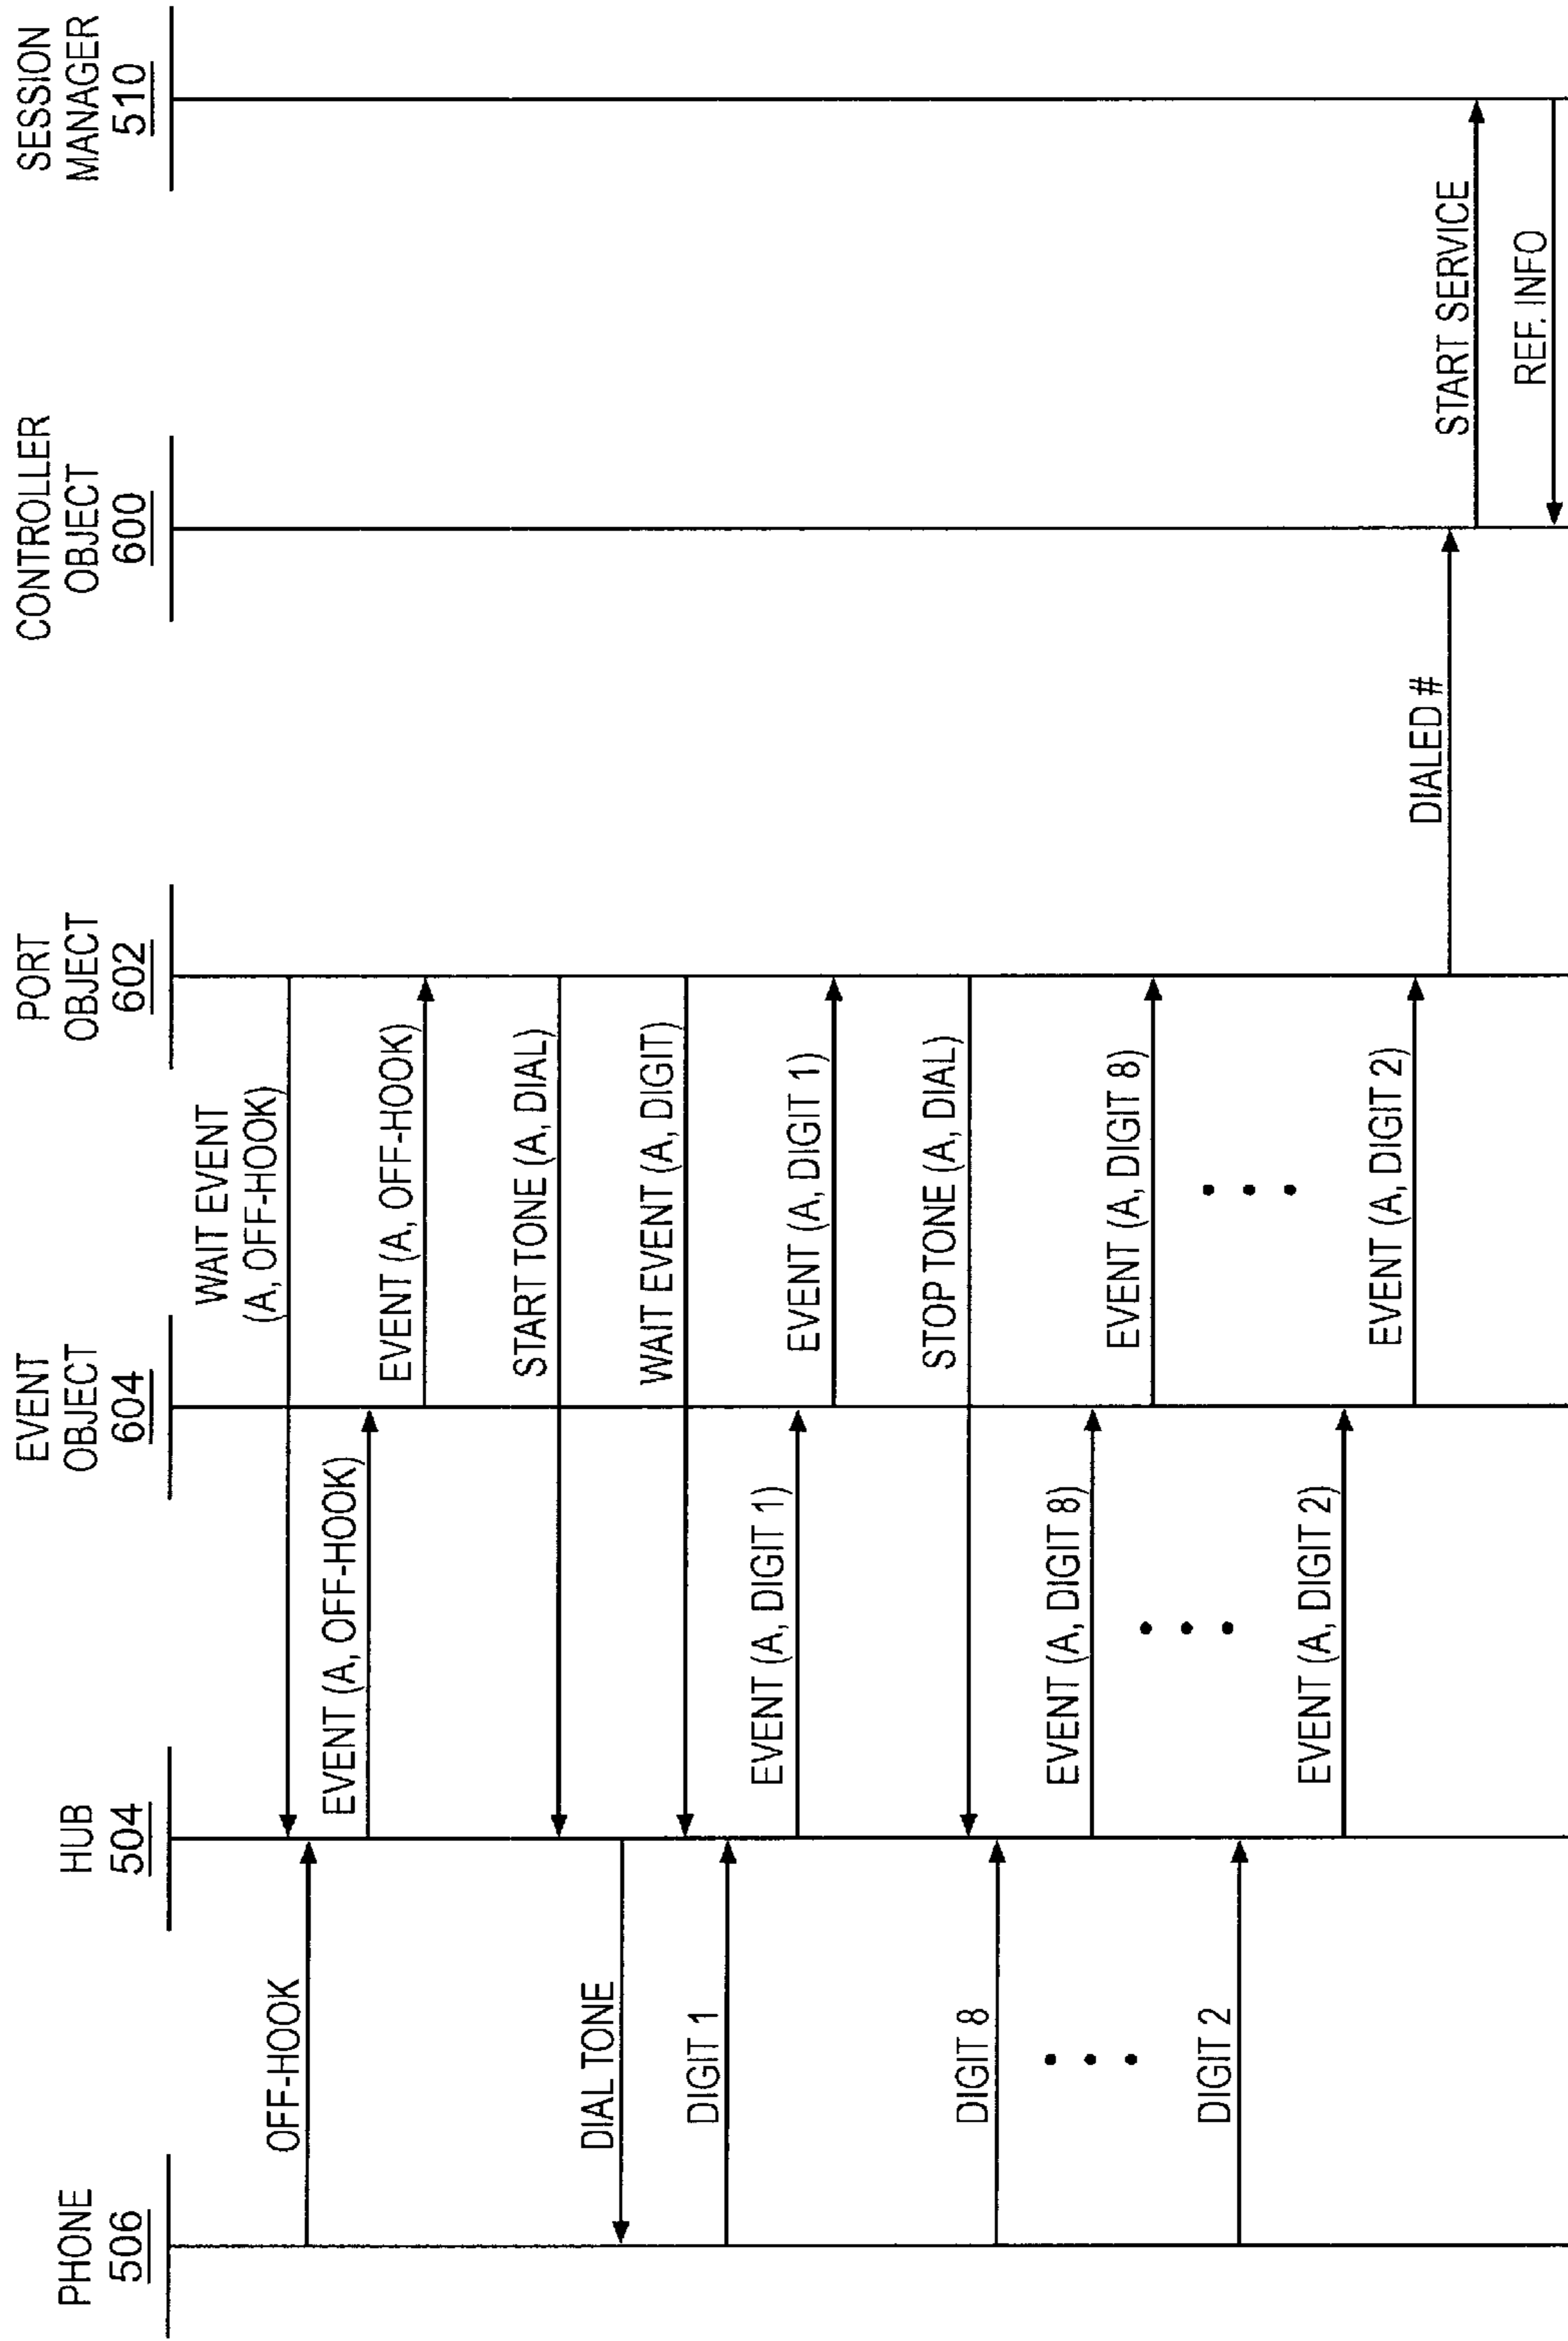 PHONE
506
HUB
504
EVENT
OBJECT
604
PORT
OBJECT
602
CONTROLLER
OBJECT
600
SESSION
MANAGER
510
WAIT EVENT
(A, OFF-HOOK)
OFF-HOOK
EVENT (A, OFF-HOOK)
EVENT (A, OFF-HOOK)
START TONE (A, DIAL)
DIAL TONE
WAIT EVENT (A, DIGIT)
DIGIT 1
EVENT (A, DIGIT 1)
EVENT (A, DIGIT 1)
STOP TONE (A, DIAL)
DIGIT 8
EVENT (A, DIGIT 8)
EVENT (A, DIGIT 8)
DIGIT 2
EVENT (A, DIGIT 2)
EVENT (A, DIGIT 2)
DIALED #
START SERVICE
REF. INFO